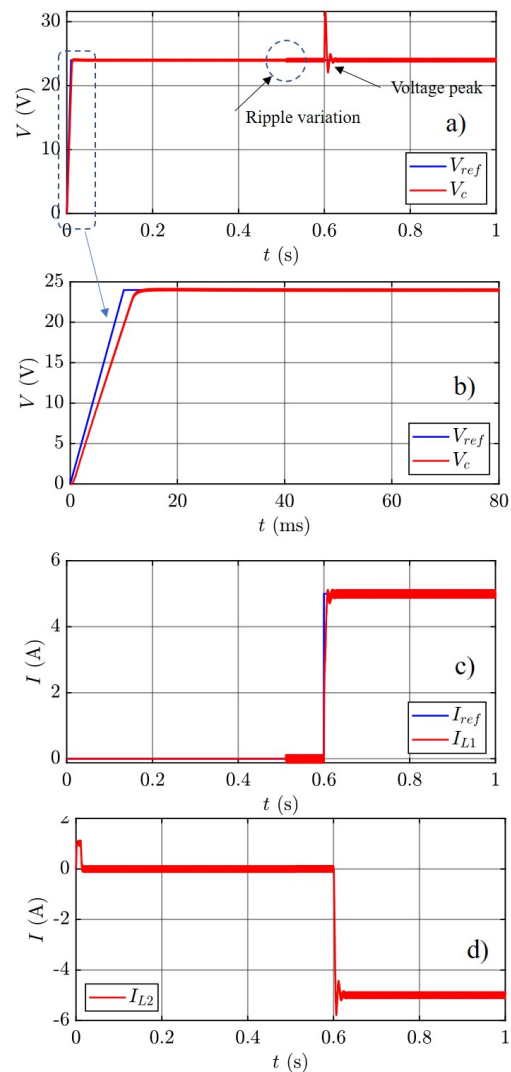 30
20
10
0
V (V)
Voltage peak
Ripple variation
a)
V_ref
V_c
0 0.2 0.4 0.6 0.8 1
t (s)
25
20
15
10
5
0
V (V)
b)
V_ref
V_c
0 20 40 60 80
t (ms)
6
4
2
0
I (A)
c)
I_ref
I_L1
0 0.2 0.4 0.6 0.8 1
t (s)
2
0
-2
-4
-6
I (A)
d)
I_L2
0 0.2 0.4 0.6 0.8 1
t (s)